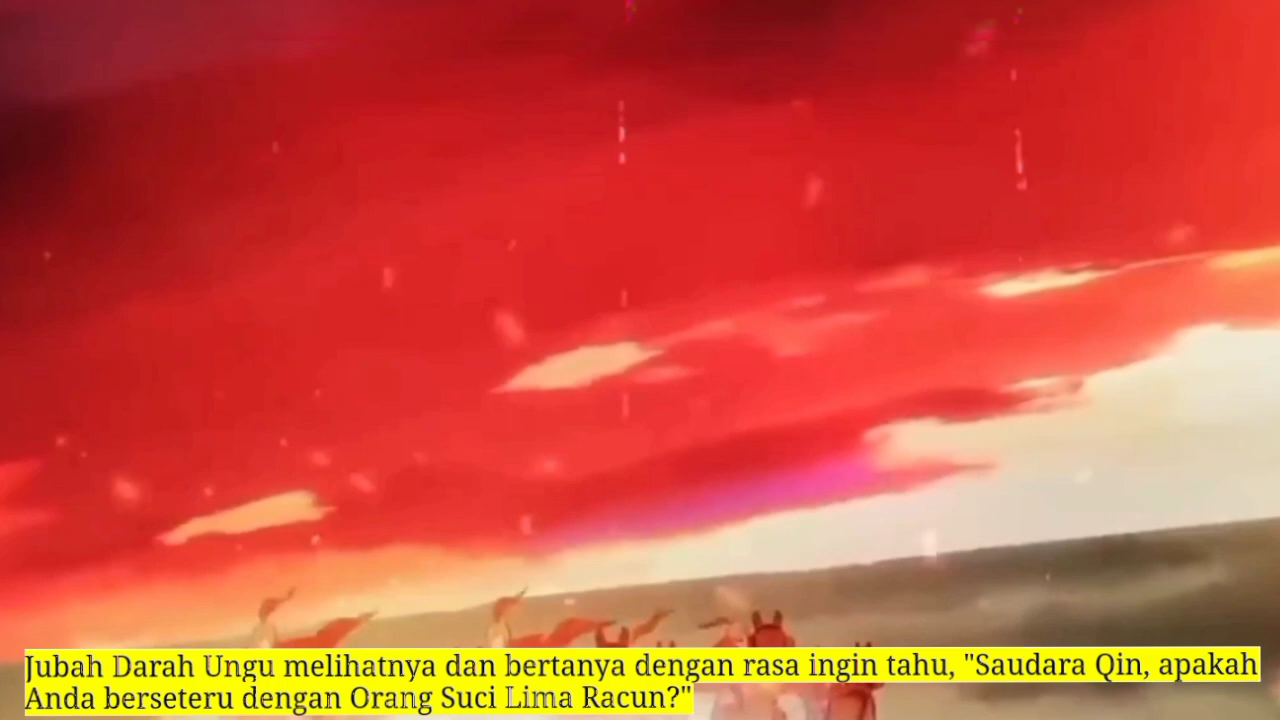 Jubah Darah Ungu melihatnya dan bertanya dengan rasa ingin tahu, "Saudara Qin, apakah
Anda berseteru dengan Orang Suci Lima Racun?"